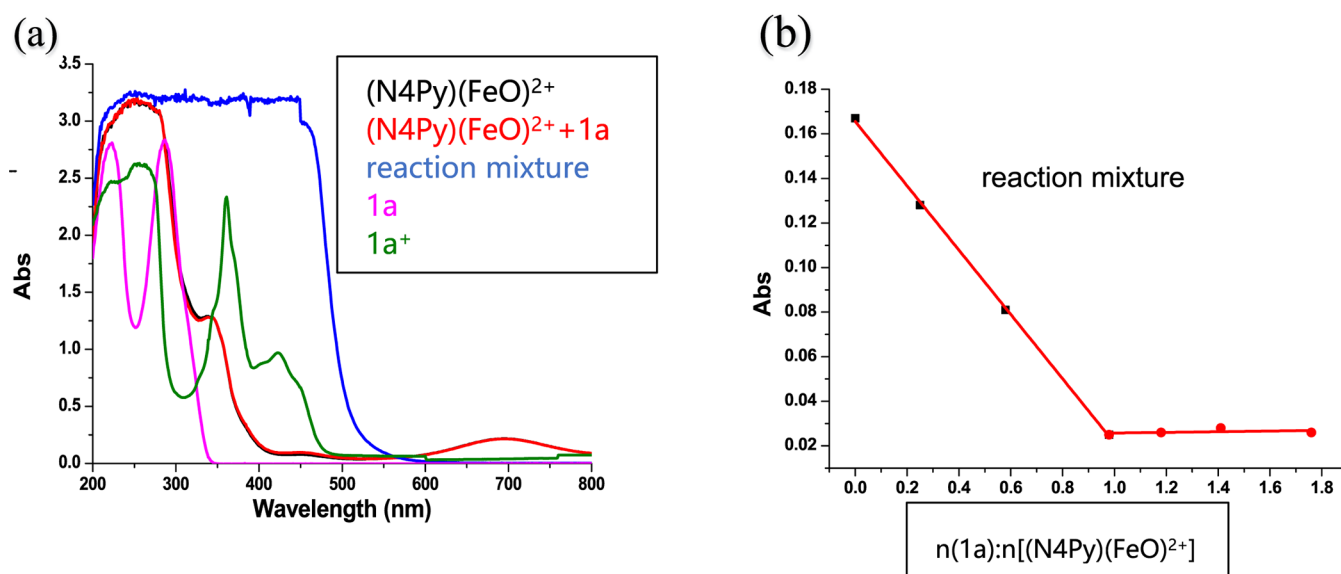 (a)
3.5
3.0
2.5
2.0
1.5
1.0
0.5
0.0
Abs
200 300 400 500 600 700 800
Wavelength (nm)
(N4Py)(FeO)²⁺
(N4Py)(FeO)²⁺+1a
reaction mixture
1a
1a⁺
(b)
0.18
0.16
0.14
0.12
0.10
0.08
0.06
0.04
0.02
Abs
reaction mixture
0.0 0.2 0.4 0.6 0.8 1.0 1.2 1.4 1.6 1.8
n(1a):n[(N4Py)(FeO)²⁺]